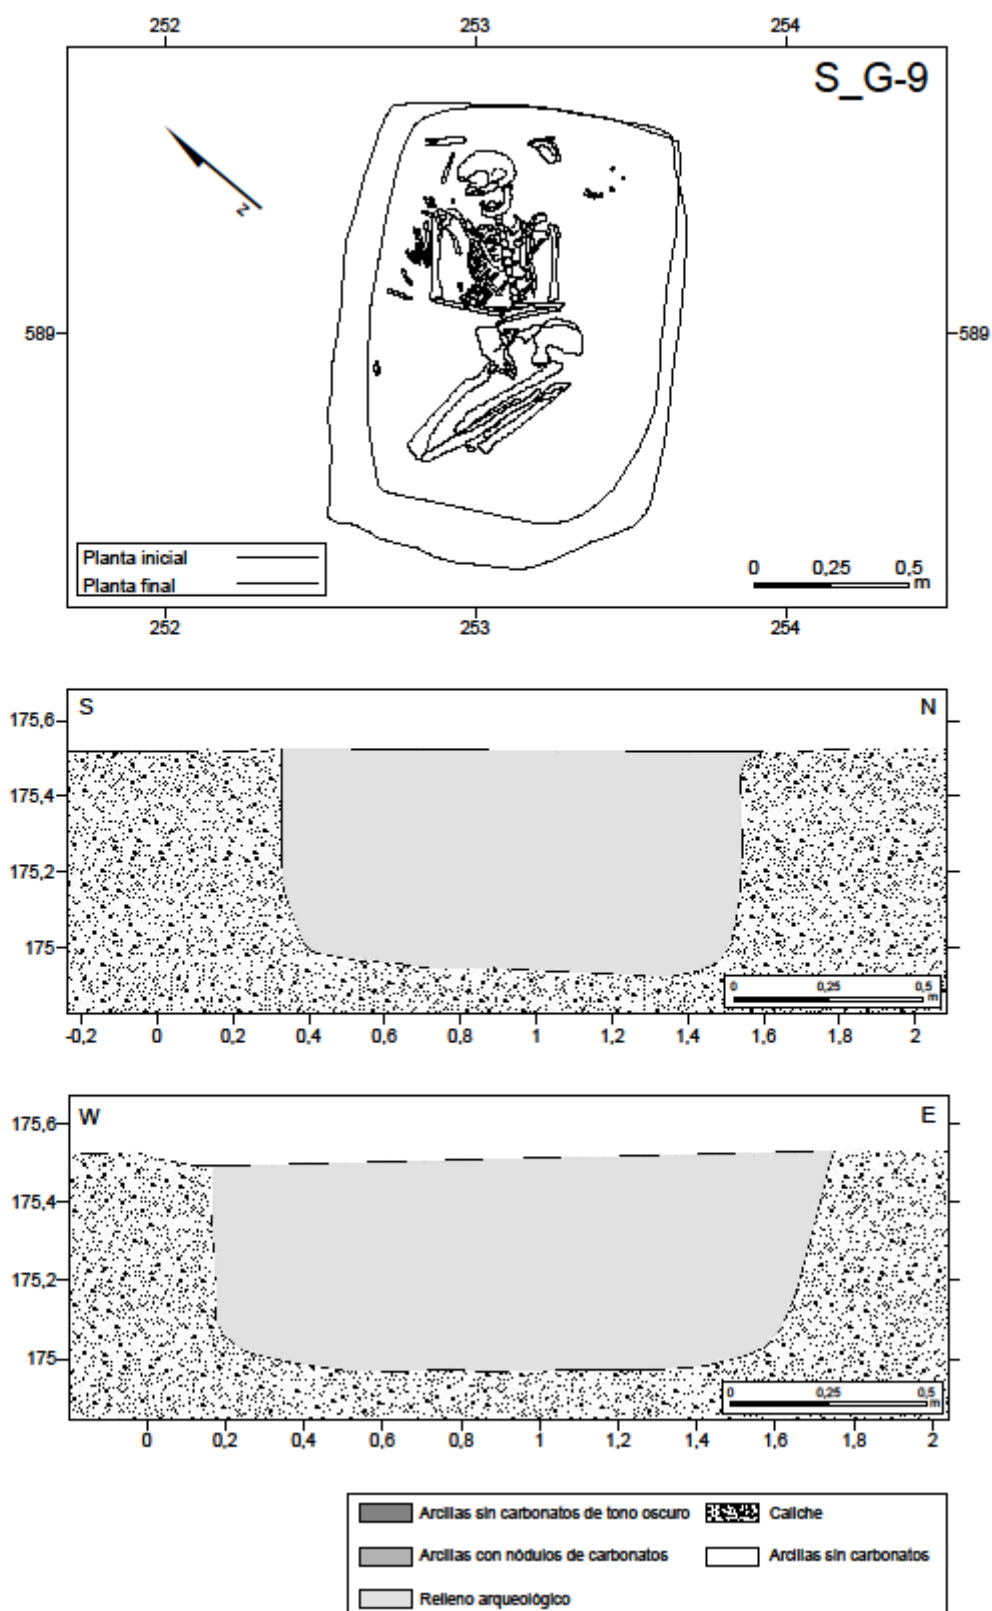 252 253 254
S_G-9
N
589 589
Planta inicial
Planta final
0 0,25 0,5
m
252 253 254
S N
175,6
175,4
175,2
175
0 0,25 0,5
m
-0,2 0 0,2 0,4 0,6 0,8 1 1,2 1,4 1,6 1,8 2
W E
175,6
175,4
175,2
175
0 0,25 0,5
m
0 0,2 0,4 0,6 0,8 1 1,2 1,4 1,6 1,8 2
Arcillas sin carbonatos de tono oscuro Caliche
Arcillas con nódulos de carbonatos Arcillas sin carbonatos
Relleno arqueológico